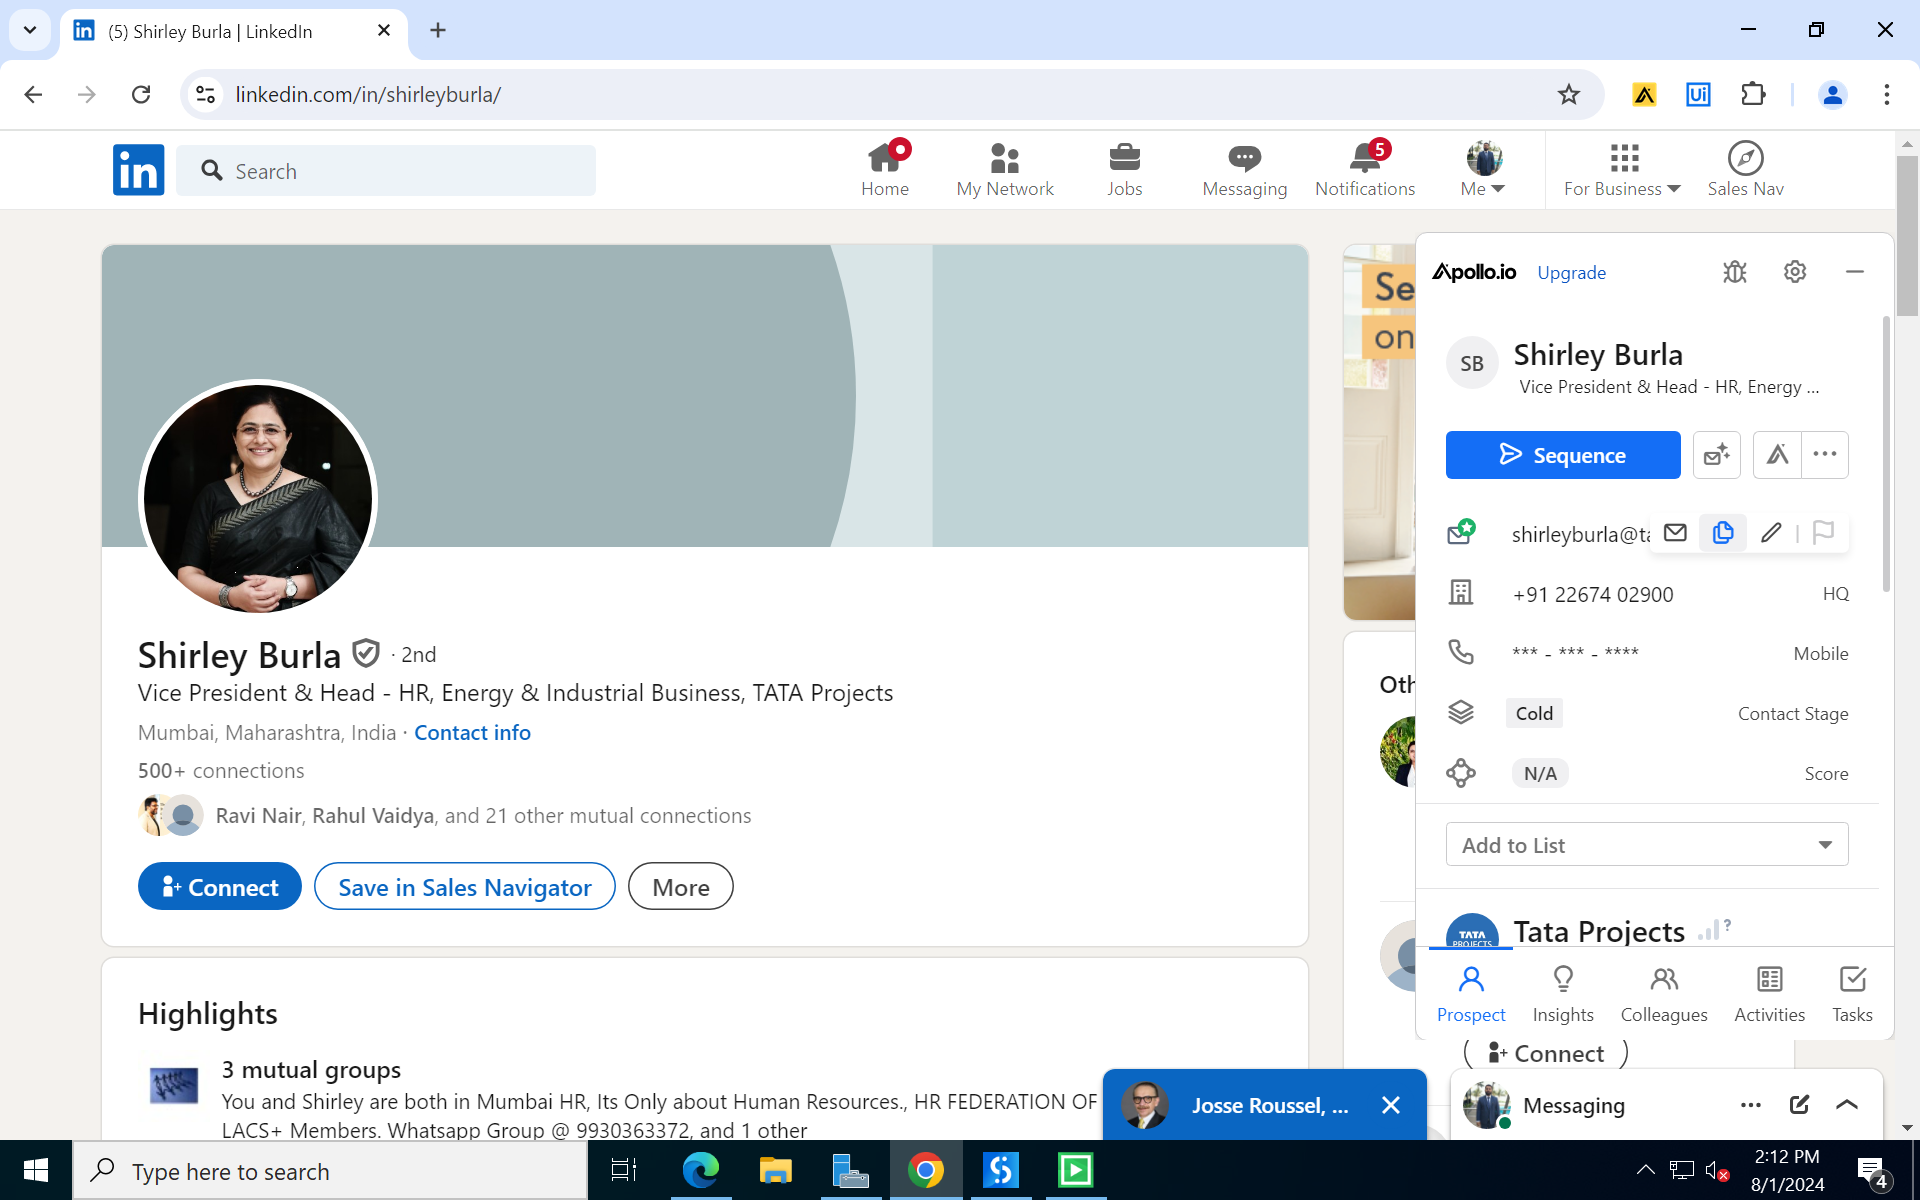 (5) Shirley Burla | LinkedIn
linkedin.com/in/shirleyburla/
Ui
in
Search
Home
My Network
Jobs
Messaging
5
Notifications
Me
For Business
Sales Nav
Se
on
Apollo.io
Upgrade
SB
Shirley Burla
Vice President & Head - HR, Energy ...
Sequence
shirleyburla@ta
+91 22674 02900
HQ
*** - *** - ****
Mobile
Cold
Contact Stage
N/A
Score
Add to List
TATA
PROJECTS
Tata Projects
?
Prospect
Insights
Colleagues
Activities
Tasks
Shirley Burla · 2nd
Vice President & Head - HR, Energy & Industrial Business, TATA Projects
Mumbai, Maharashtra, India · Contact info
500+ connections
Ravi Nair, Rahul Vaidya, and 21 other mutual connections
Connect
Save in Sales Navigator
More
Oth
Highlights
3 mutual groups
You and Shirley are both in Mumbai HR, Its Only about Human Resources., HR FEDERATION OF
LACS+ Members. Whatsapp Group @ 9930363372, and 1 other
Connect
Josse Roussel, ...
Messaging
Type here to search
2:12 PM
8/1/2024
4